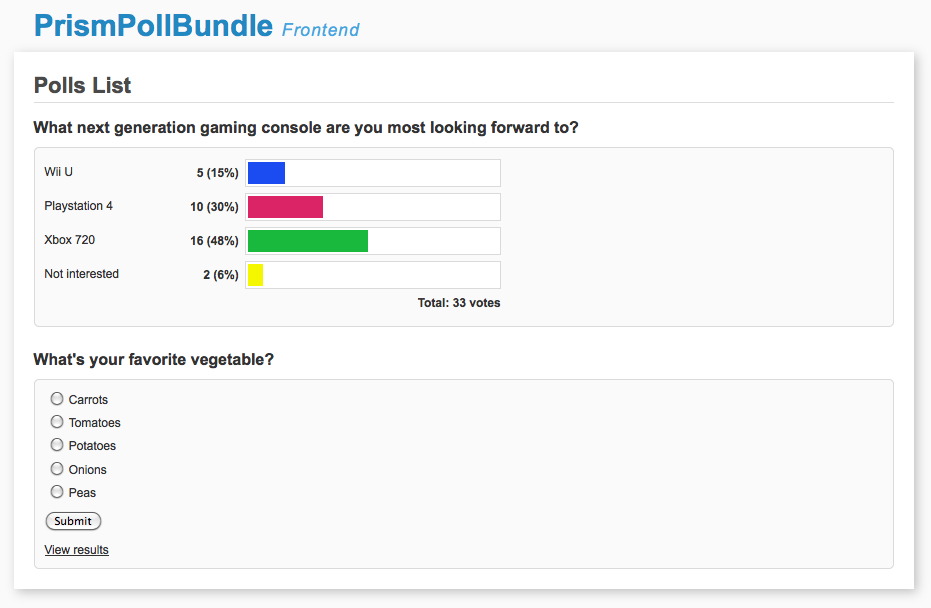 PrismPollBundle Frontend
Polls List
What next generation gaming console are you most looking forward to?
Wii U 5 (15%)
Playstation 4 10 (30%)
Xbox 720 16 (48%)
Not interested 2 (6%)
Total: 33 votes
What's your favorite vegetable?
Carrots
Tomatoes
Potatoes
Onions
Peas
Submit
View results